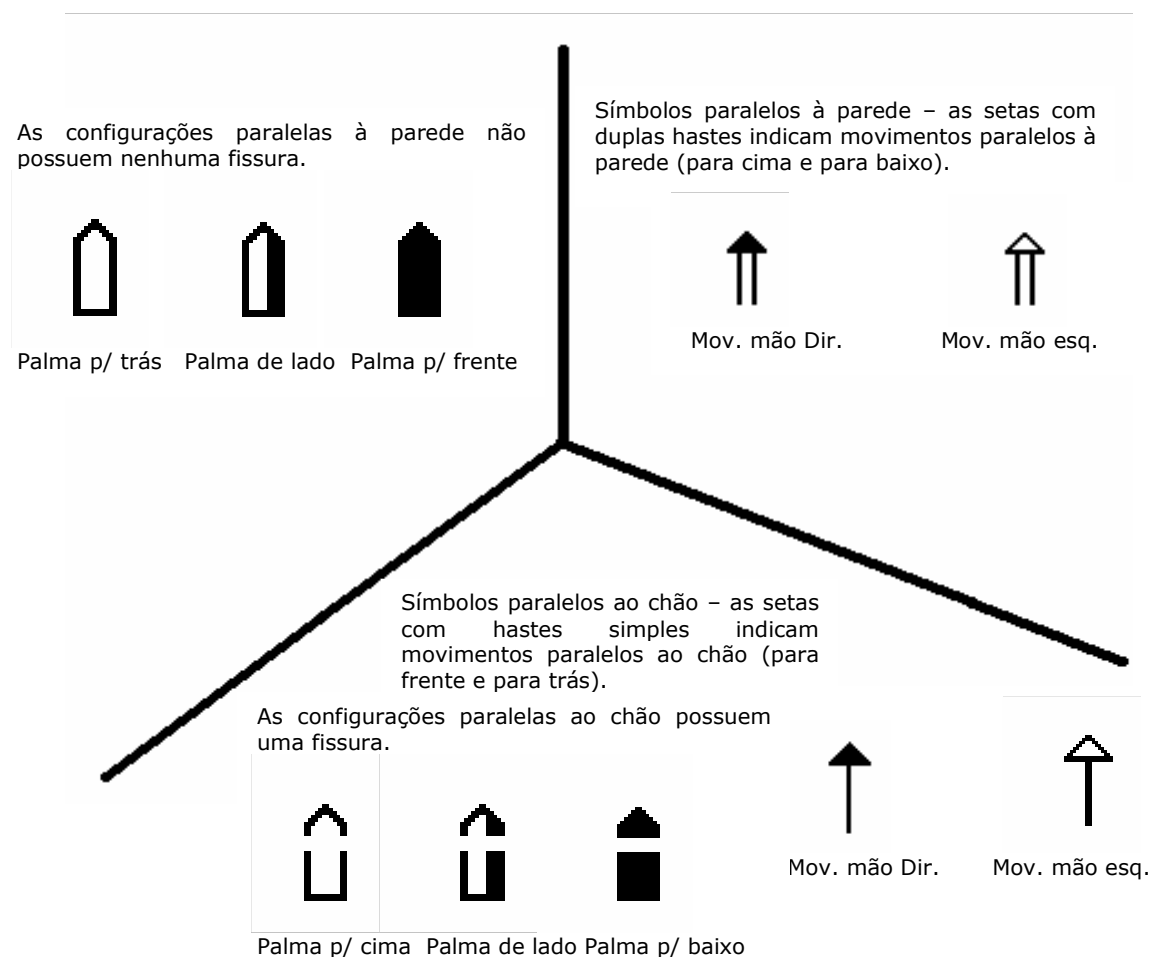 As configurações paralelas à parede não
possuem nenhuma fissura.
Palma p/ trás Palma de lado Palma p/ frente
Símbolos paralelos à parede – as setas com
duplas hastes indicam movimentos paralelos à
parede (para cima e para baixo).
Mov. mão Dir. Mov. mão esq.
Símbolos paralelos ao chão – as setas
com hastes simples indicam
movimentos paralelos ao chão (para
frente e para trás).
As configurações paralelas ao chão possuem
uma fissura.
Palma p/ cima Palma de lado Palma p/ baixo
Mov. mão Dir. Mov. mão esq.